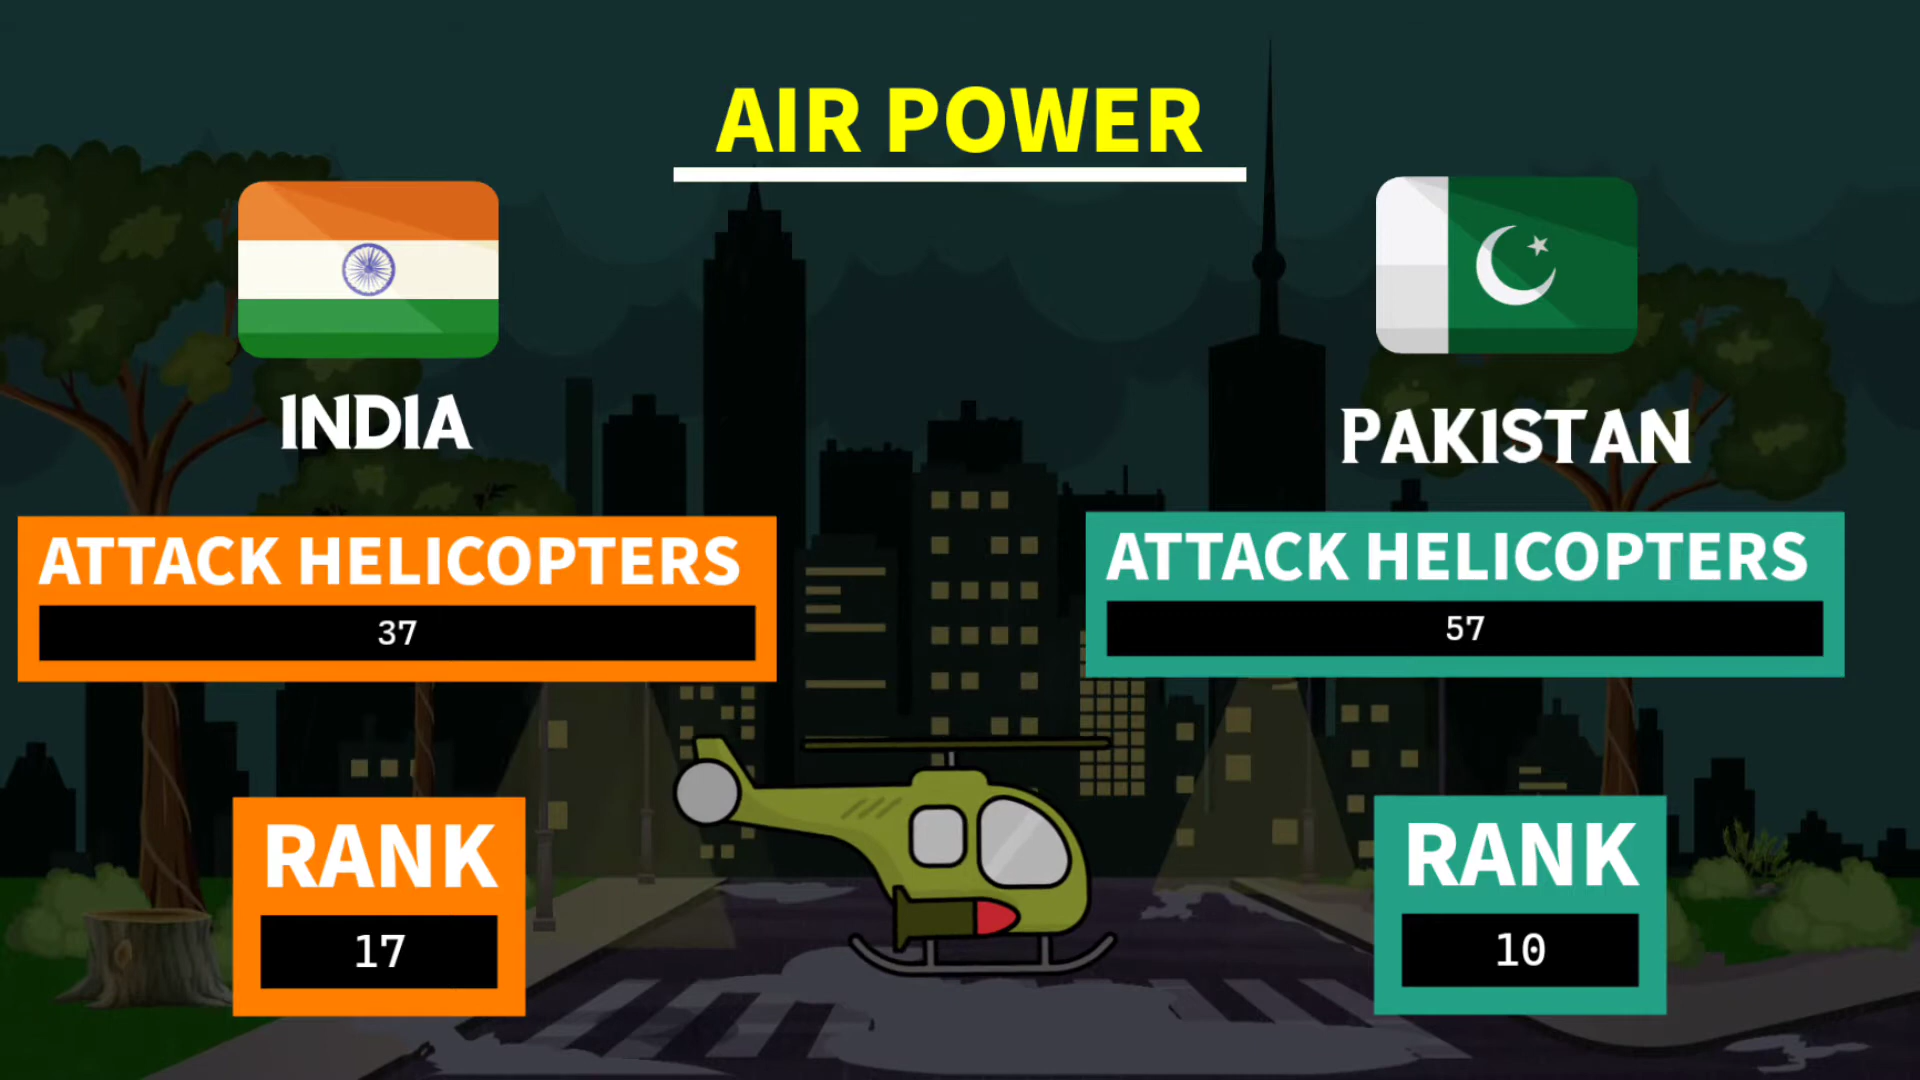 AIR POWER
INDIA
PAKISTAN
ATTACK HELICOPTERS
37
ATTACK HELICOPTERS
57
RANK
17
RANK
10